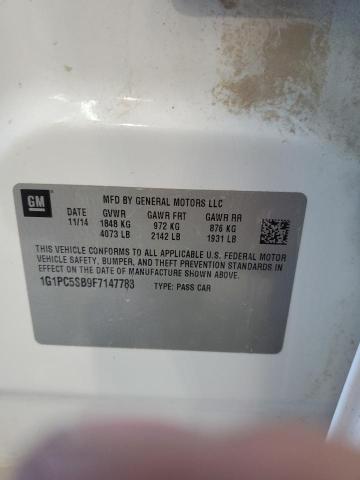 GM
MFD BY GENERAL MOTORS LLC
DATE GVWR GAWR FRT GAWR RR
11/14 1848 KG 972 KG 876 KG
4073 LB 2142 LB 1931 LB
THIS VEHICLE CONFORMS TO ALL APPLICABLE U.S. FEDERAL MOTOR
VEHICLE SAFETY, BUMPER, AND THEFT PREVENTION STANDARDS
IN EFFECT ON THE DATE OF MANUFACTURE SHOWN ABOVE.
1G1PC5SB9F7147783 TYPE: PASS CAR